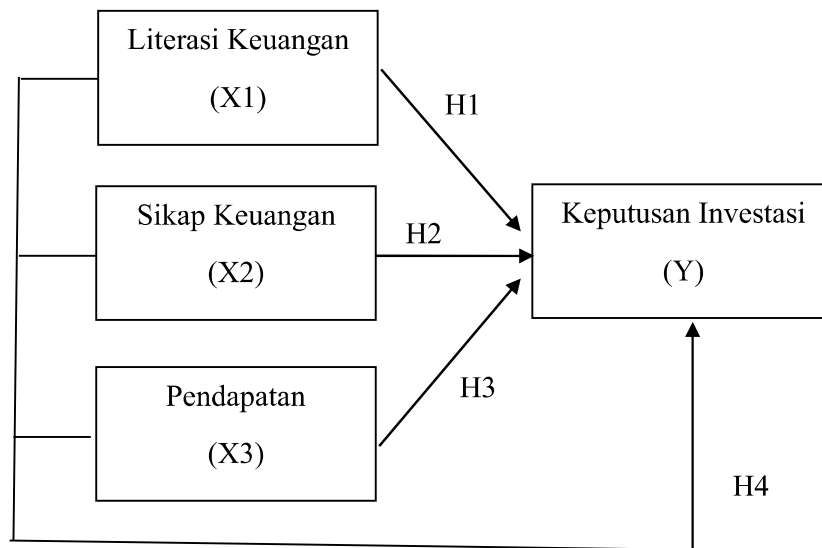 Literasi Keuangan
(X1)
H1
Sikap Keuangan
(X2)
H2
Keputusan Investasi
(Y)
Pendapatan
(X3)
H3
H4